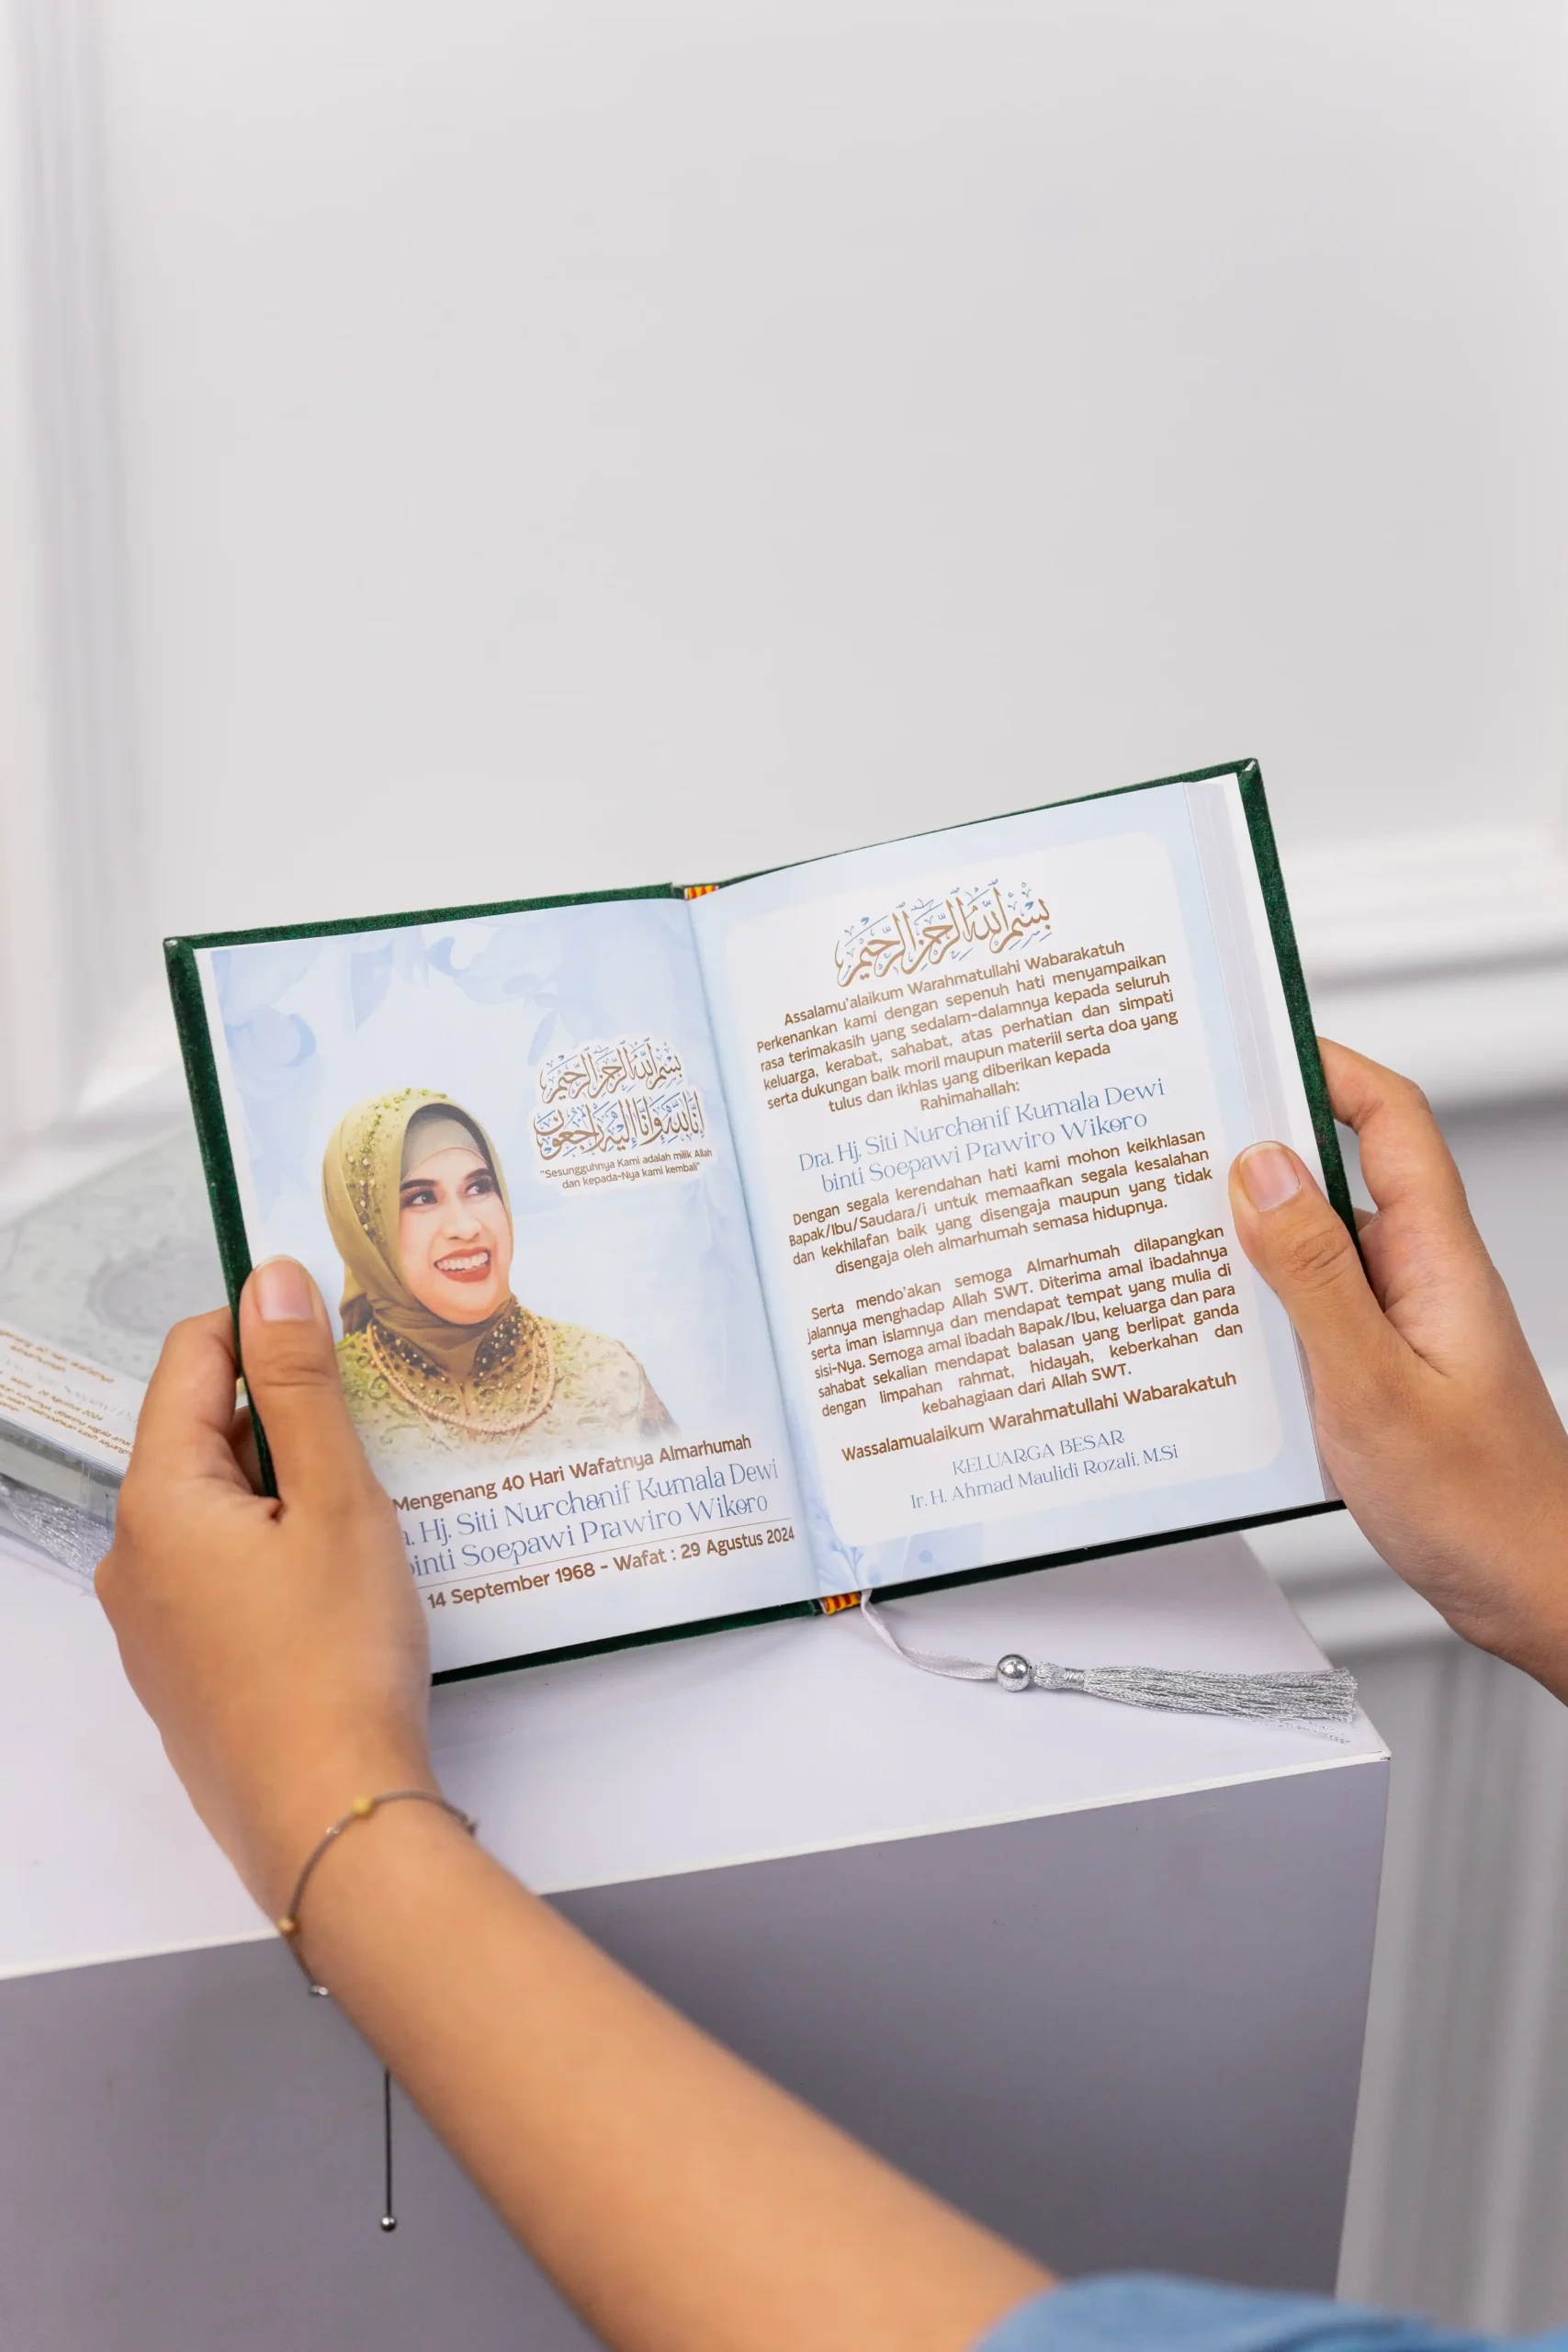 بسم الله الرحمن الرحيم
إنا لله وإنا إليه راجعون
"Sesungguhnya Kami adalah milik Allah
dan kepada-Nya kami kembali"
Mengenang 40 Hari Wafatnya Almarhumah
Hj. Siti Nurchanif Kumala Dewi
binti Soepawi Prawiro Wikoro
14 September 1968 - Wafat : 29 Agustus 2024
بسم الله الرحمن الرحيم
Assalamu'alaikum Warahmatullahi Wabarakatuh
Perkenankan kami dengan sepenuh hati menyampaikan
rasa terimakasih yang sedalam-dalamnya kepada seluruh
keluarga, kerabat, sahabat, atas perhatian dan simpati
serta dukungan baik moril maupun materiil serta doa yang
tulus dan ikhlas yang diberikan kepada
Rahimahallah:
Dra. Hj. Siti Nurchanif Kumala Dewi
binti Soepawi Prawiro Wikoro
Dengan segala kerendahan hati kami mohon keikhlasan
Bapak/Ibu/Saudara/i untuk memaafkan segala kesalahan
dan kekhilafan baik yang disengaja maupun yang tidak
disengaja oleh almarhumah semasa hidupnya.
Serta mendo'akan semoga Almarhumah dilapangkan
jalannya menghadap Allah SWT. Diterima amal ibadahnya
serta iman islamnya dan mendapat tempat yang mulia di
sisi-Nya. Semoga amal ibadah Bapak/Ibu, keluarga dan para
sahabat sekalian mendapat balasan yang berlipat ganda
dengan limpahan rahmat, hidayah, keberkahan dan
kebahagiaan dari Allah SWT.
Wassalamualaikum Warahmatullahi Wabarakatuh
KELUARGA BESAR
Ir. H. Ahmad Maulidi Rozali, M.Si